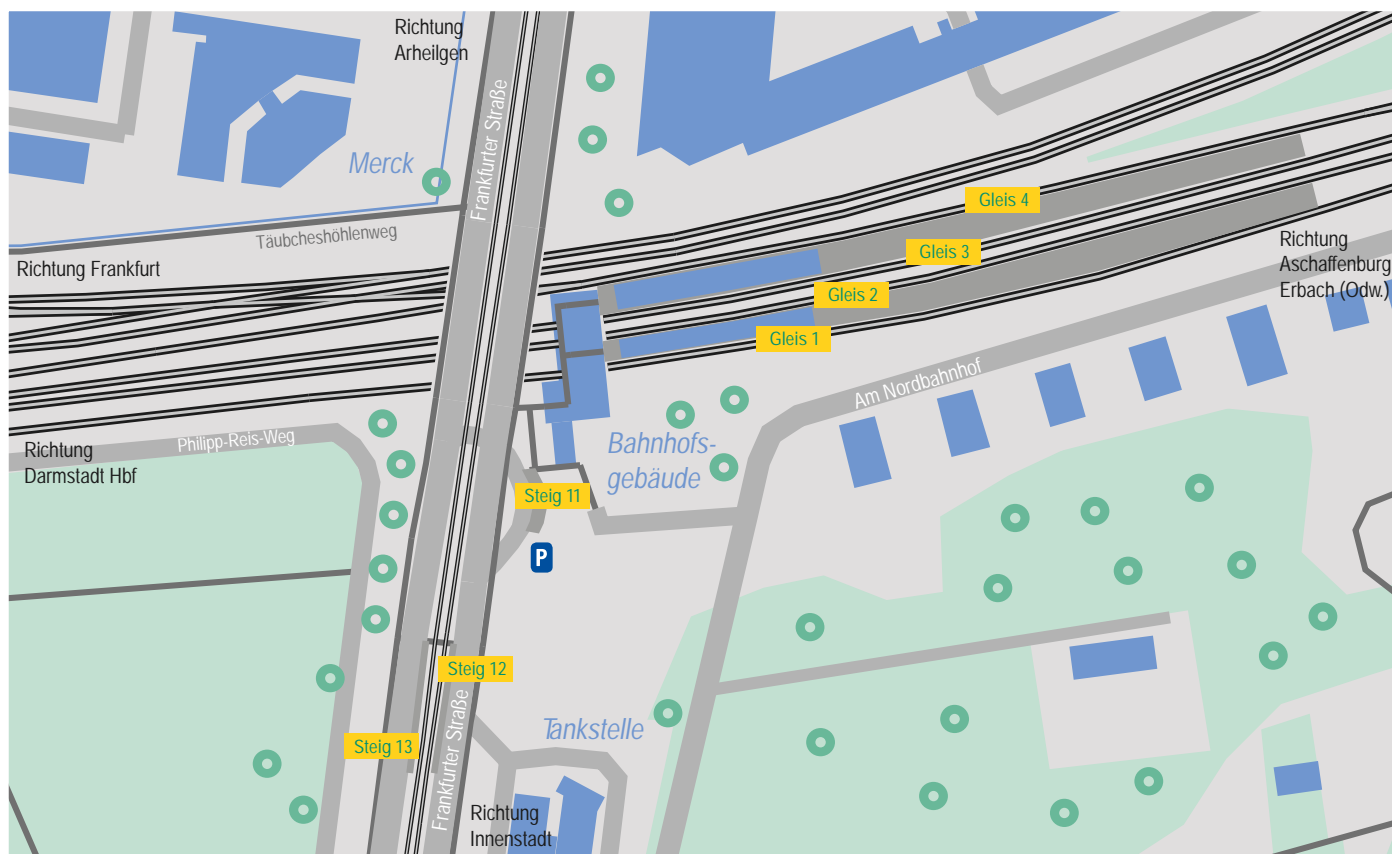 Richtung
Arheilgen
Frankfurter Straße
Merck
Täubcheshöhlenweg
Richtung Frankfurt
Gleis 4
Gleis 3
Gleis 2
Gleis 1
Richtung
Aschaffenburg
Erbach (Odw.)
Am Nordbahnhof
Philipp-Reis-Weg
Richtung
Darmstadt Hbf
Bahnhofs-
gebäude
Steig 11
P
Steig 12
Steig 13
Frankfurter Straße
Tankstelle
Richtung
Innenstadt